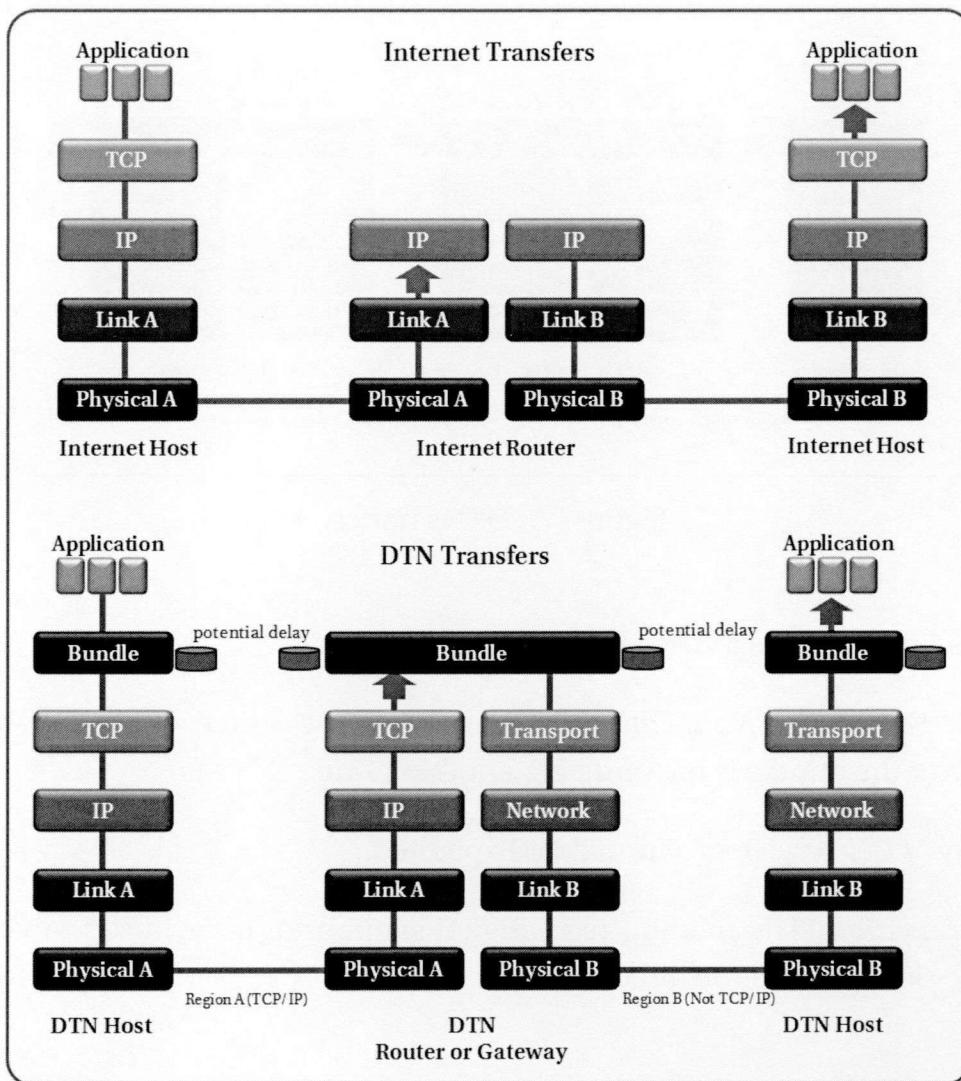 Application
Internet Transfers
Application
TCP
TCP
IP
IP
IP
IP
Link A
Link A
Link B
Link B
Physical A
Physical A
Physical B
Physical B
Internet Host
Internet Router
Internet Host
Application
DTN Transfers
Application
potential delay
potential delay
Bundle
Bundle
Bundle
TCP
TCP
Transport
Transport
IP
IP
Network
Network
Link A
Link A
Link B
Link B
Physical A
Physical A
Physical B
Physical B
Region A (TCP/IP)
Region B (Not TCP/IP)
DTN Host
DTN
Router or Gateway
DTN Host